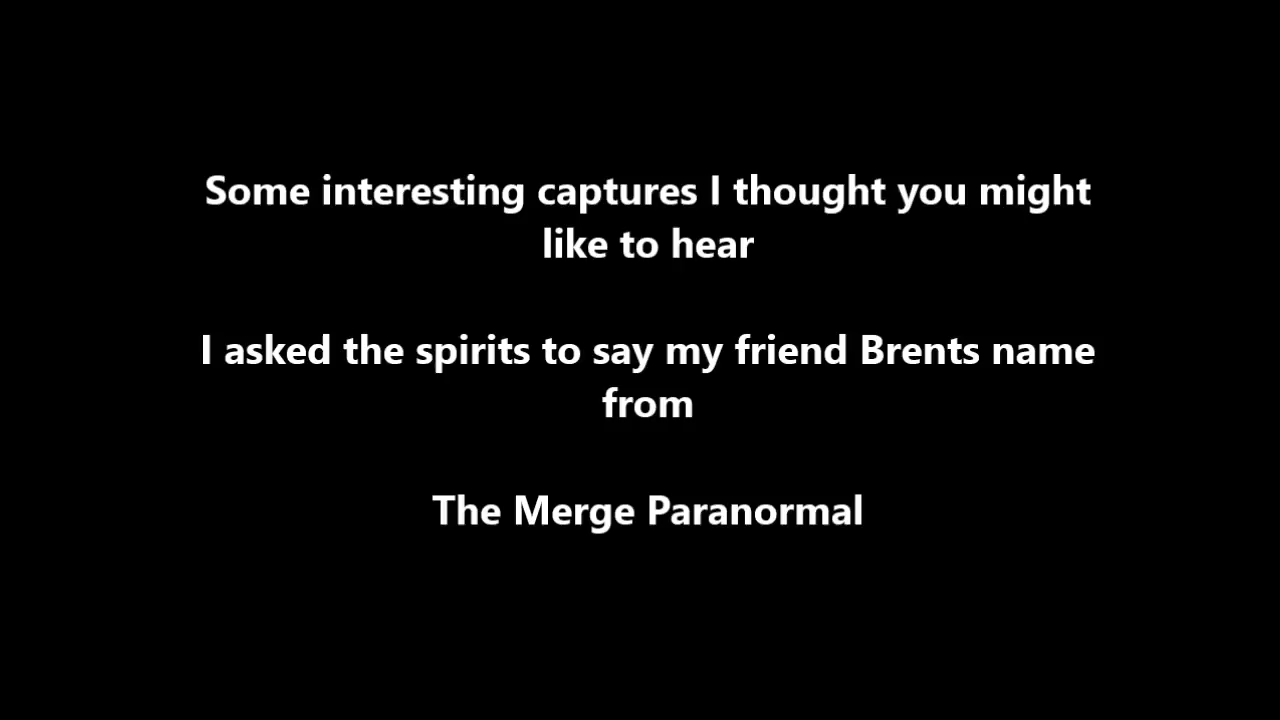 Some interesting captures I thought you might
like to hear
I asked the spirits to say my friend Brents name
from
The Merge Paranormal